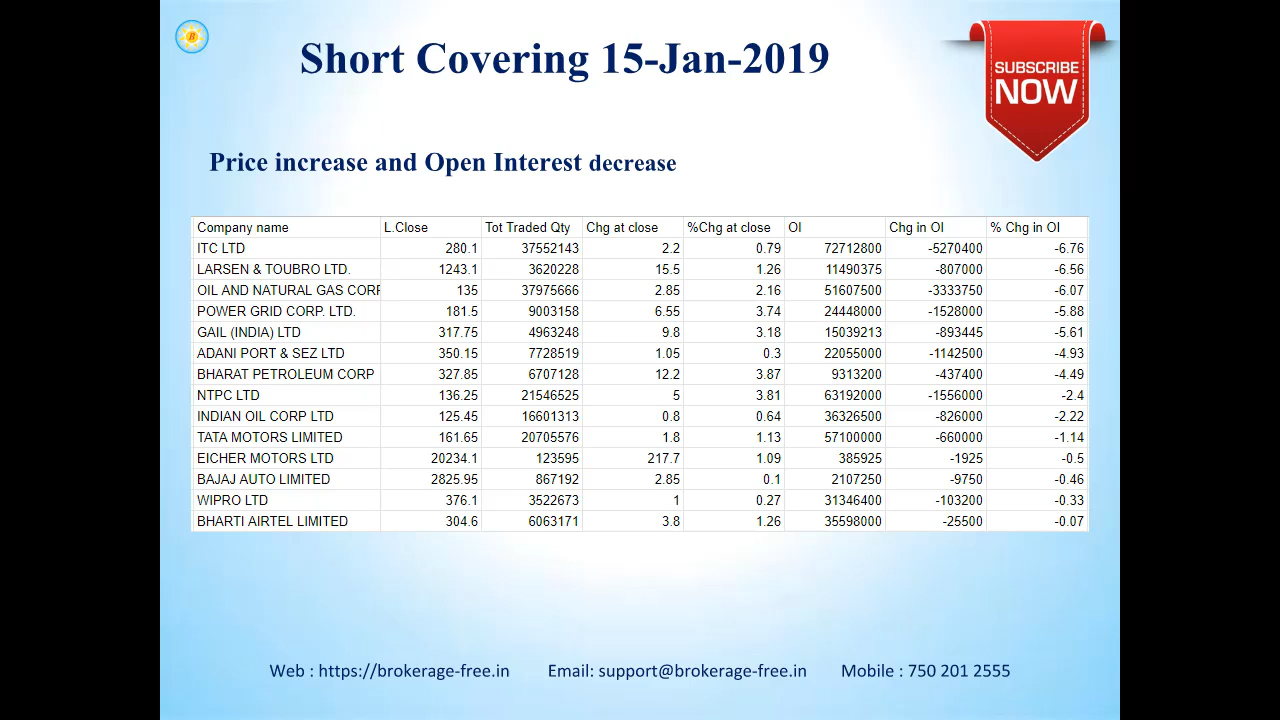 B
Short Covering 15-Jan-2019
SUBSCRIBE
NOW
Price increase and Open Interest decrease
Company name L.Close Tot Traded Qty Chg at close %Chg at close OI Chg in OI % Chg in OI
ITC LTD 280.1 37552143 2.2 0.79 72712800 -5270400 -6.76
LARSEN & TOUBRO LTD. 1243.1 3620228 15.5 1.26 11490375 -807000 -6.56
OIL AND NATURAL GAS CORF 135 37975666 2.85 2.16 51607500 -3333750 -6.07
POWER GRID CORP. LTD. 181.5 9003158 6.55 3.74 24448000 -1528000 -5.88
GAIL (INDIA) LTD 317.75 4963248 9.8 3.18 15039213 -893445 -5.61
ADANI PORT & SEZ LTD 350.15 7728519 1.05 0.3 22055000 -1142500 -4.93
BHARAT PETROLEUM CORP 327.85 6707128 12.2 3.87 9313200 -437400 -4.49
NTPC LTD 136.25 21546525 5 3.81 63192000 -1556000 -2.4
INDIAN OIL CORP LTD 125.45 16601313 0.8 0.64 36326500 -826000 -2.22
TATA MOTORS LIMITED 161.65 20705576 1.8 1.13 57100000 -660000 -1.14
EICHER MOTORS LTD 20234.1 123595 217.7 1.09 385925 -1925 -0.5
BAJAJ AUTO LIMITED 2825.95 867192 2.85 0.1 2107250 -9750 -0.46
WIPRO LTD 376.1 3522673 1 0.27 31346400 -103200 -0.33
BHARTI AIRTEL LIMITED 304.6 6063171 3.8 1.26 35598000 -25500 -0.07
Web : https://brokerage-free.in Email: support@brokerage-free.in Mobile : 750 201 2555